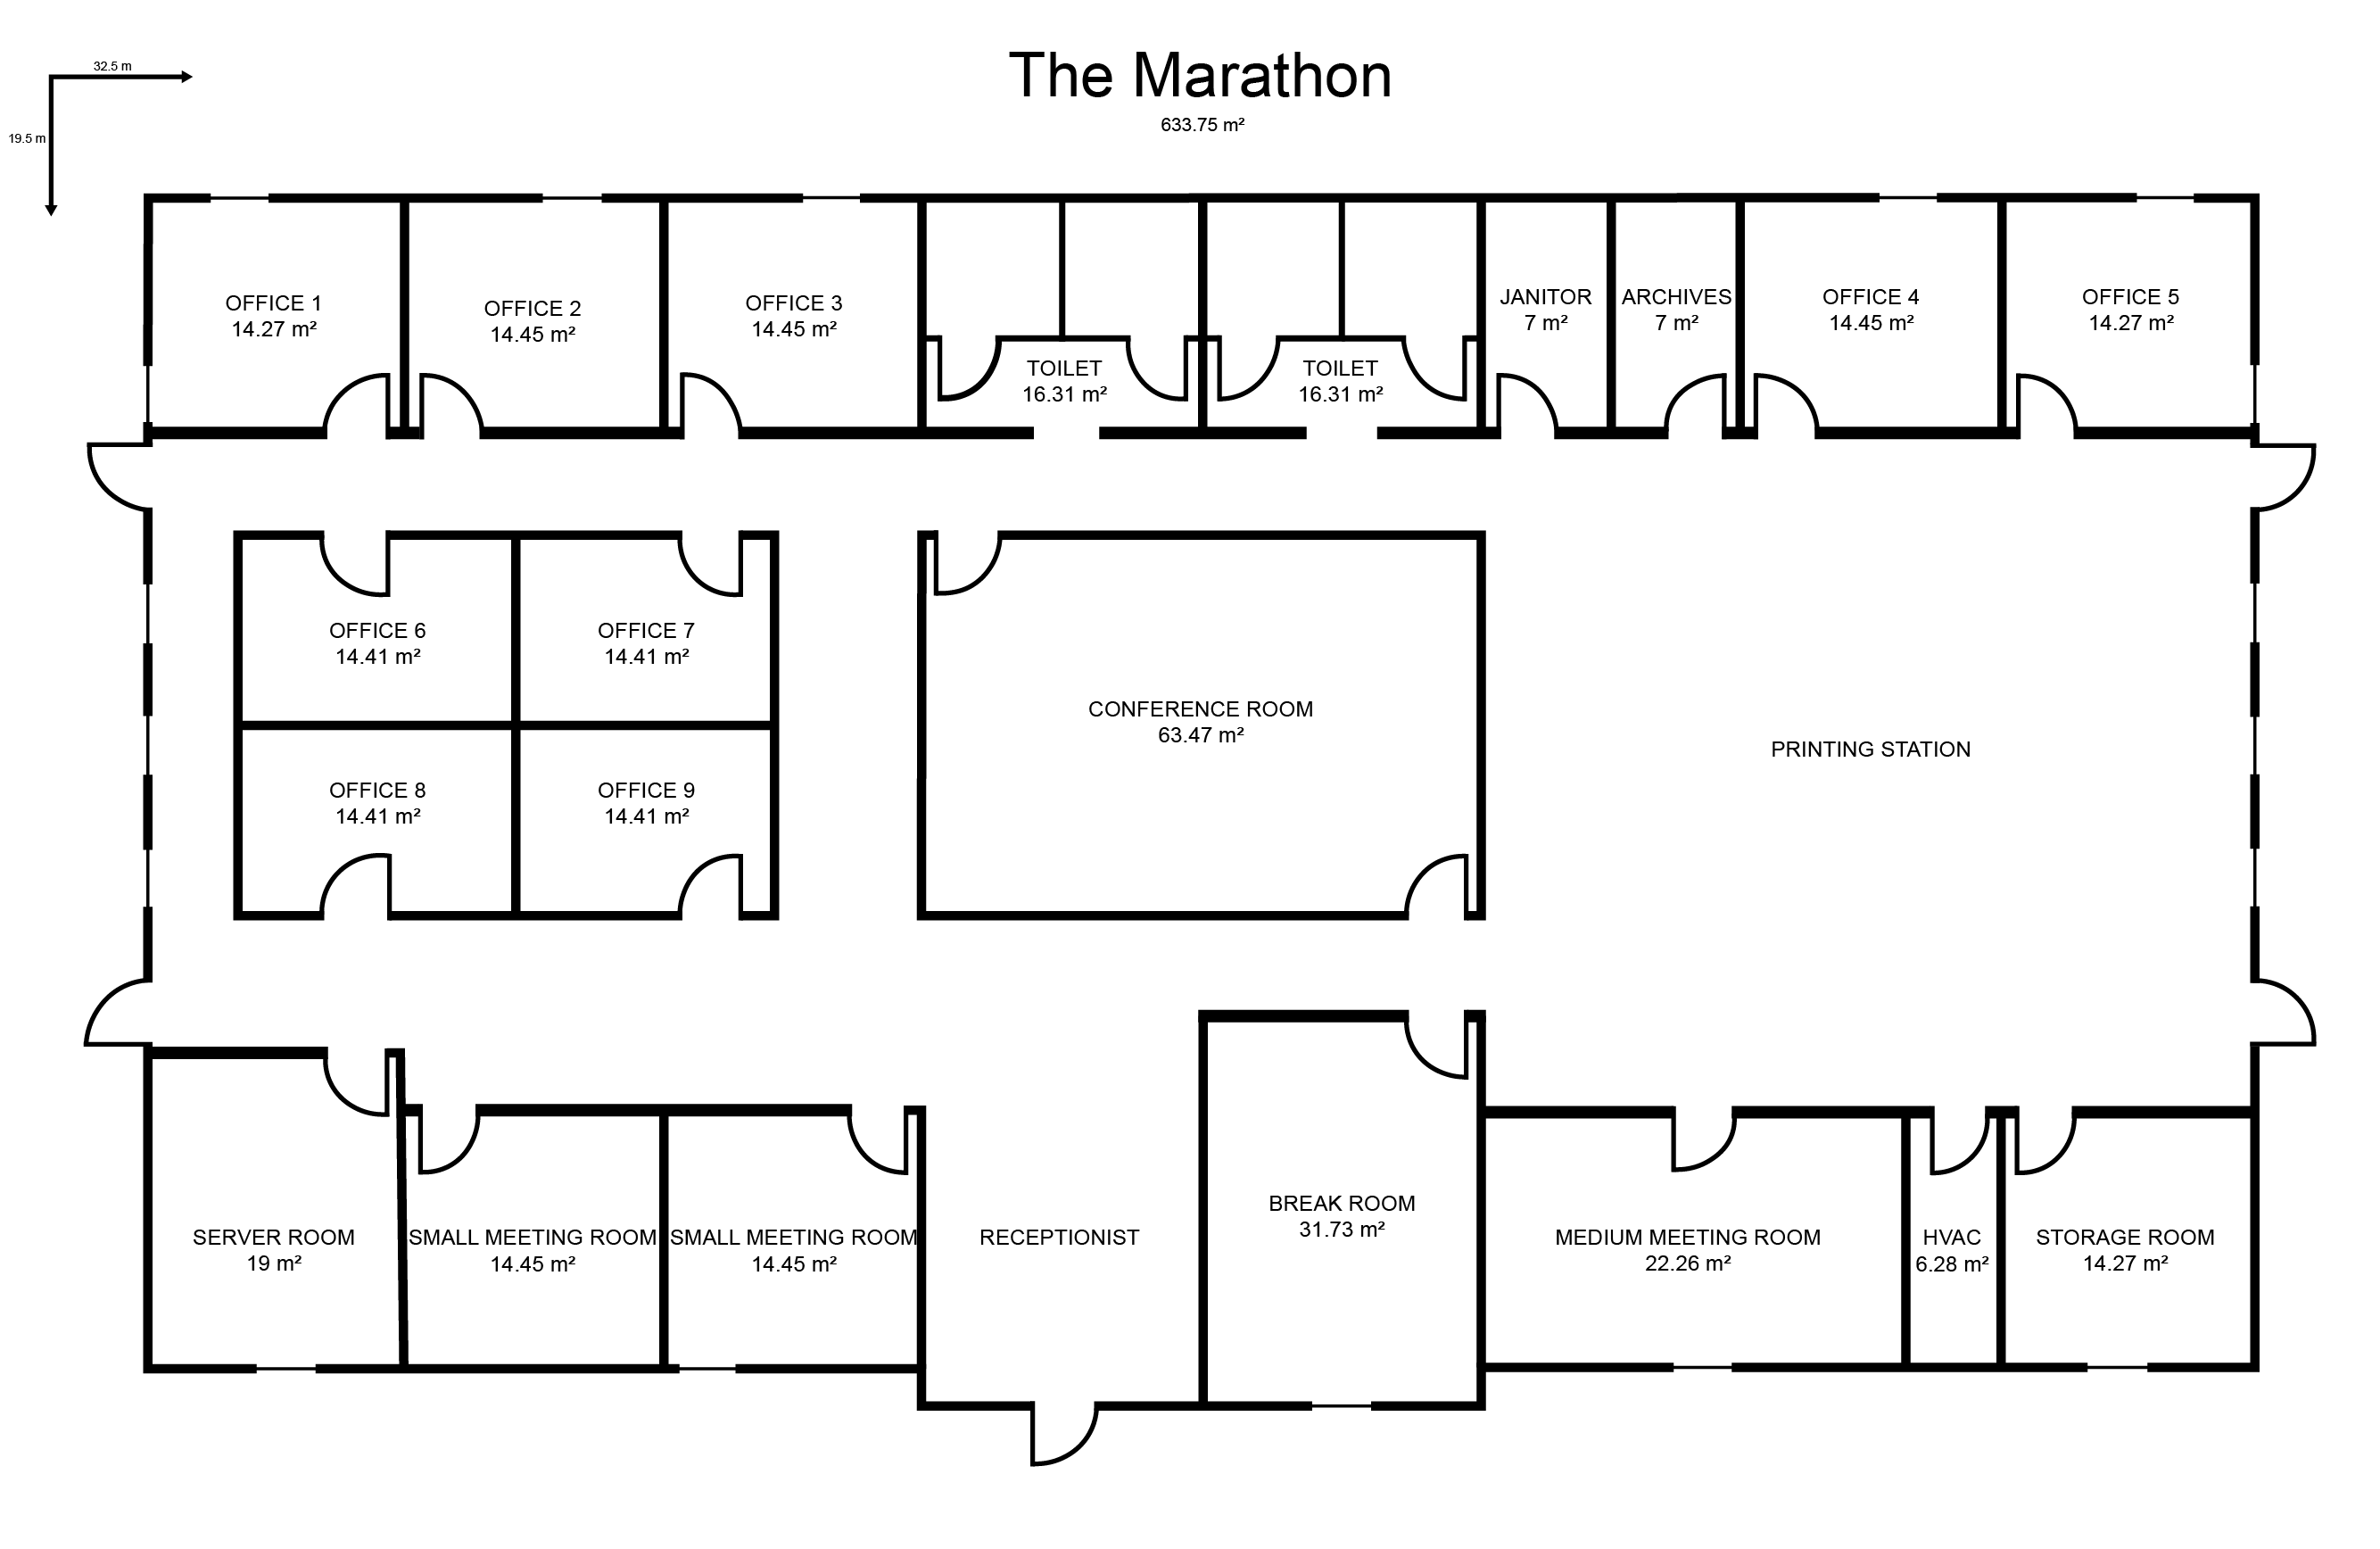 The Marathon
633.75 m²
32.5 m
19.5 m
OFFICE 1
14.27 m²
OFFICE 2
14.45 m²
OFFICE 3
14.45 m²
TOILET
16.31 m²
TOILET
16.31 m²
JANITOR
7 m²
ARCHIVES
7 m²
OFFICE 4
14.45 m²
OFFICE 5
14.27 m²
OFFICE 6
14.41 m²
OFFICE 7
14.41 m²
OFFICE 8
14.41 m²
OFFICE 9
14.41 m²
CONFERENCE ROOM
63.47 m²
PRINTING STATION
SERVER ROOM
19 m²
SMALL MEETING ROOM
14.45 m²
SMALL MEETING ROOM
14.45 m²
RECEPTIONIST
BREAK ROOM
31.73 m²
MEDIUM MEETING ROOM
22.26 m²
HVAC
6.28 m²
STORAGE ROOM
14.27 m²